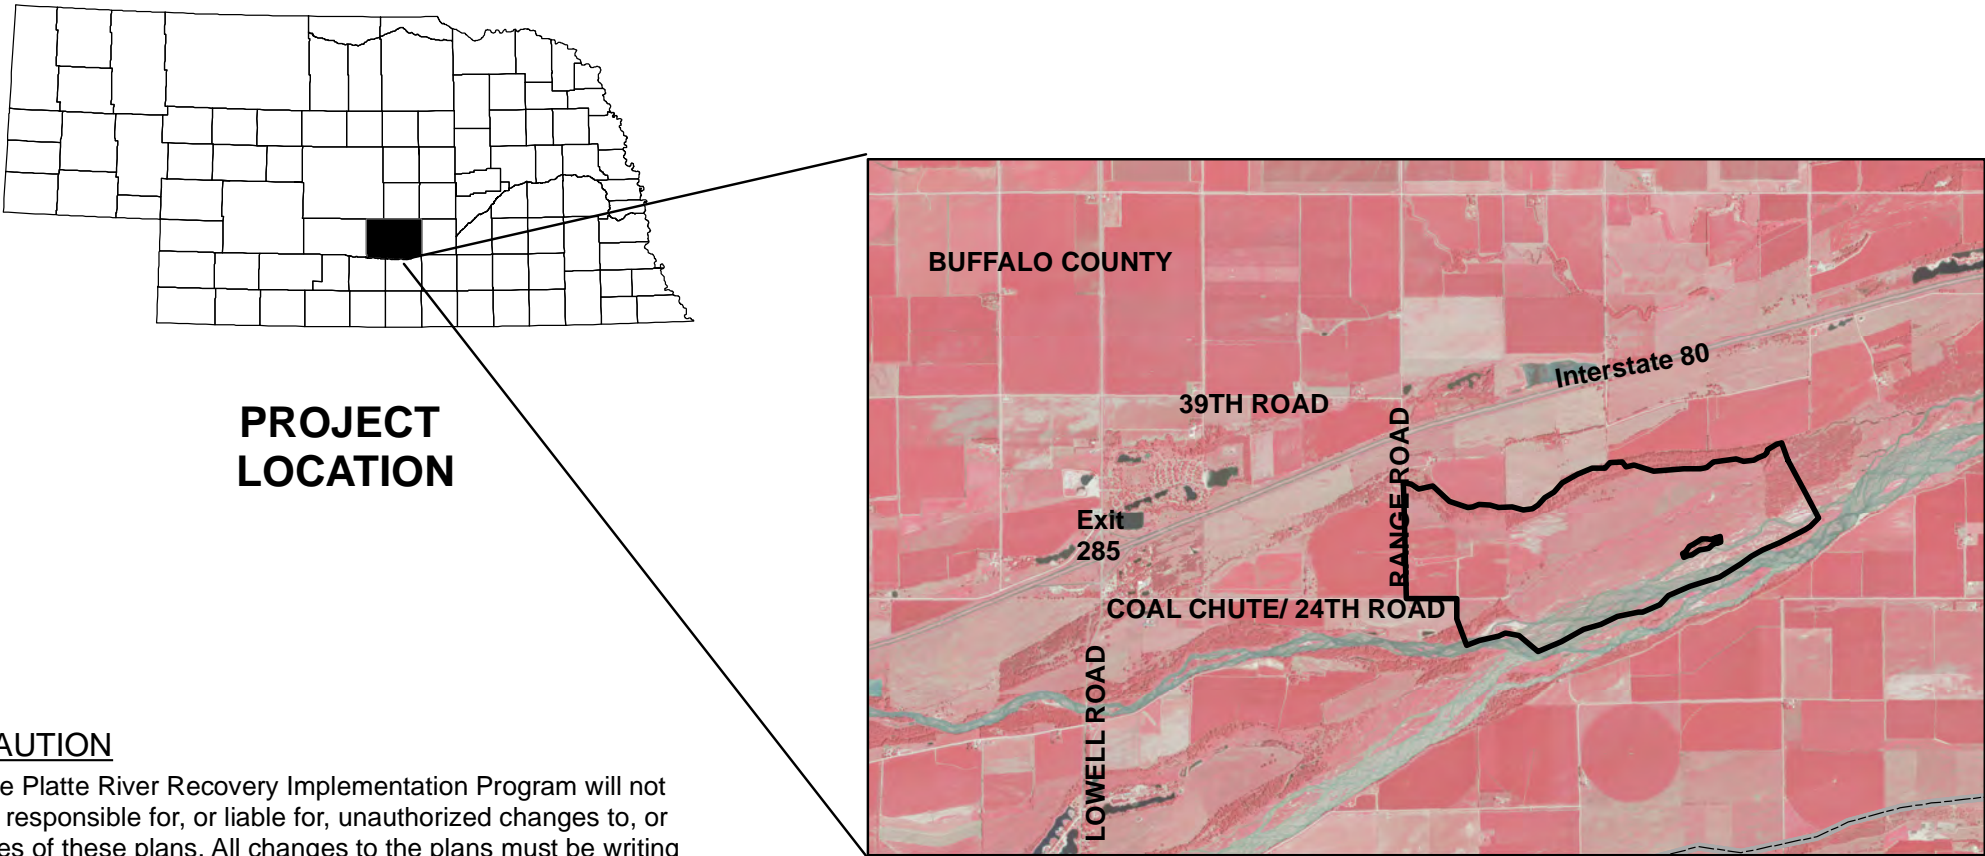 PROJECT
LOCATION
BUFFALO COUNTY
Interstate 80
39TH ROAD
RANGE ROAD
Exit
285
COAL CHUTE/ 24TH ROAD
LOWELL ROAD
AUTION
e Platte River Recovery Implementation Program will not
responsible for, or liable for, unauthorized changes to, or
es of these plans. All changes to the plans must be writing